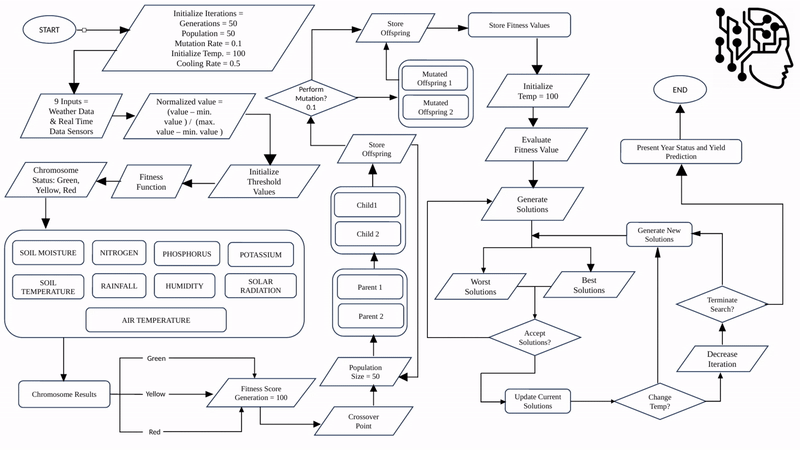 START
Initialize Iterations =
Generations = 50
Population = 50
Mutation Rate = 0.1
Initialize Temp. = 100
Cooling Rate = 0.5
9 Inputs =
Weather Data
& Real Time
Data Sensors
Normalized value =
(value – min.
value ) / (max.
value – min. value )
Initialize
Threshold
Values
Fitness
Function
Chromosome
Status: Green,
Yellow, Red
SOIL MOISTURE
NITROGEN
PHOSPHORUS
POTASSIUM
SOIL
TEMPERATURE
RAINFALL
HUMIDITY
SOLAR
RADIATION
AIR TEMPERATURE
Chromosome Results
Green
Yellow
Red
Fitness Score
Generation = 100
Crossover
Point
Population
Size = 50
Parent 1
Parent 2
Child1
Child 2
Store
Offspring
Perform
Mutation?
0.1
Mutated
Offspring 1
Mutated
Offspring 2
Store
Offspring
Store Fitness Values
Initialize
Temp = 100
Evaluate
Fitness Value
Generate
Solutions
Worst
Solutions
Best
Solutions
Accept
Solutions?
Update Current
Solutions
Change
Temp?
Decrease
Iteration
Terminate
Search?
Generate New
Solutions
Present Year Status and Yield
Prediction
END